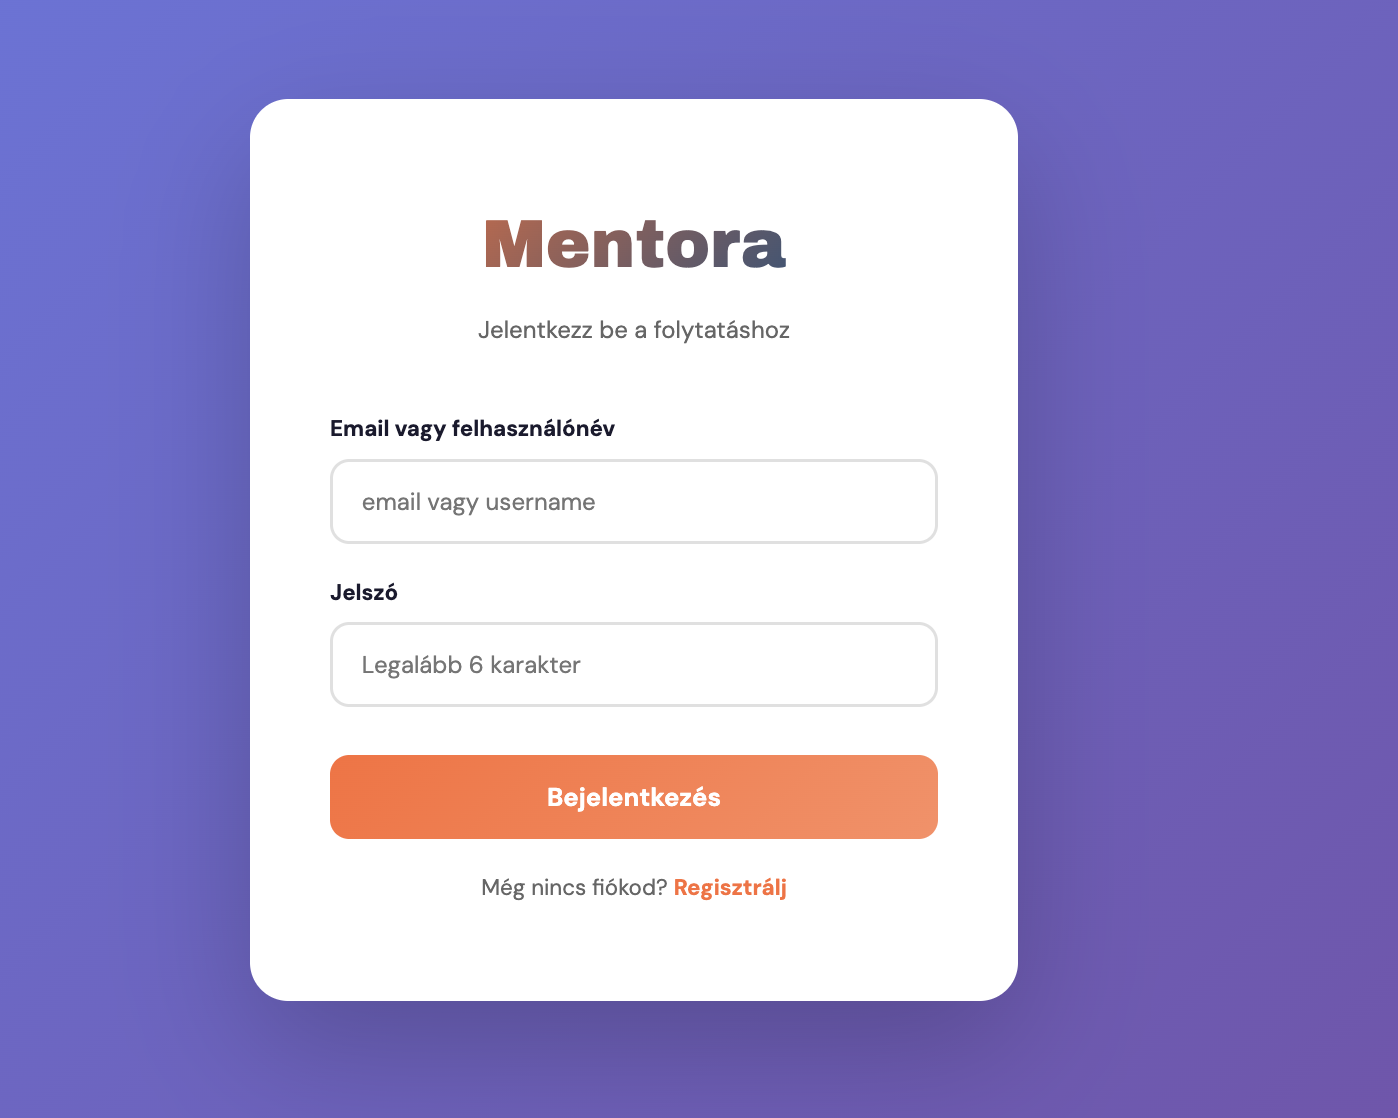 Mentora
Jelentkezz be a folytatáshoz
Email vagy felhasználónév
email vagy username
Jelszó
Legalább 6 karakter
Bejelentkezés
Még nincs fiókod? Regisztrálj